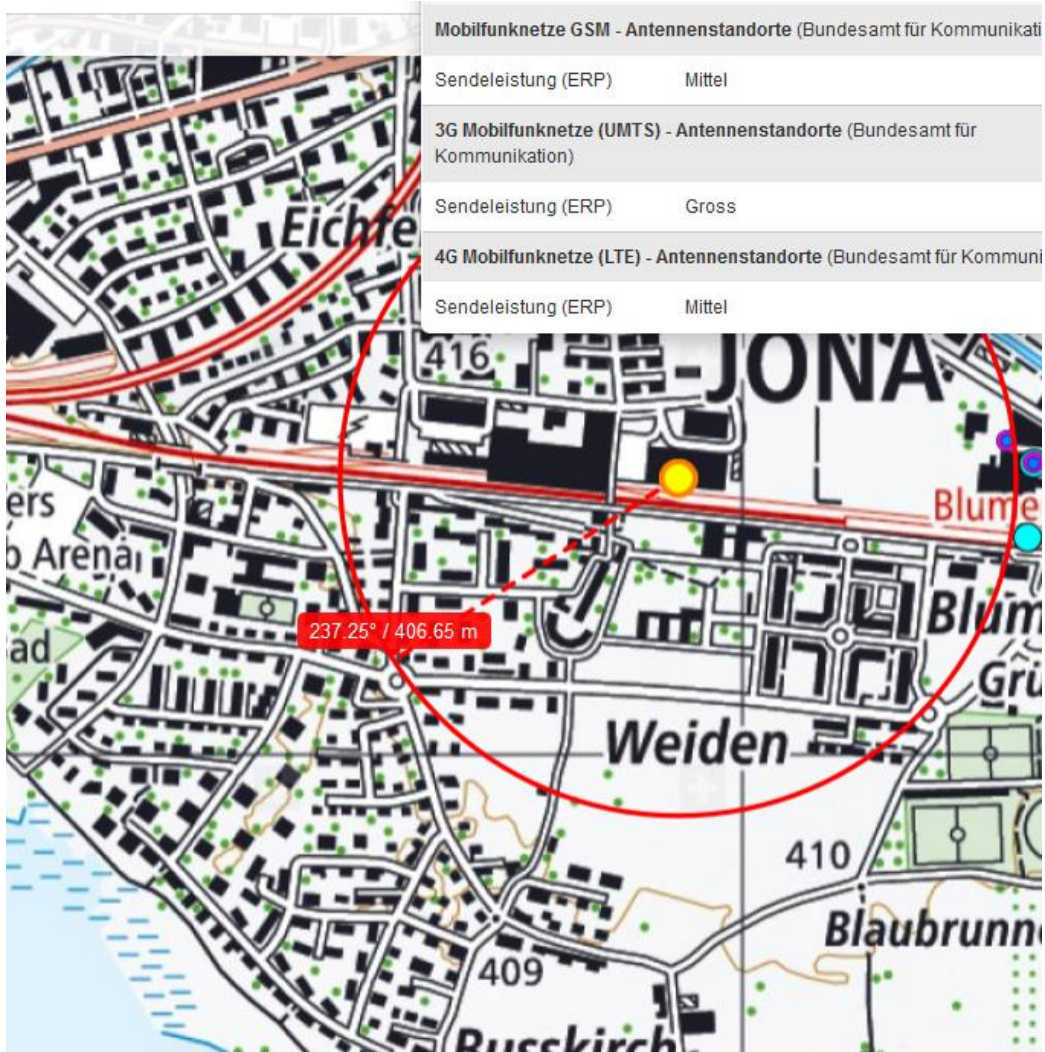 Mobilfunknetze GSM - Antennenstandorte (Bundesamt für Kommunikati
Sendeleistung (ERP) Mittel
3G Mobilfunknetze (UMTS) - Antennenstandorte (Bundesamt für
Kommunikation)
Sendeleistung (ERP) Gross
4G Mobilfunknetze (LTE) - Antennenstandorte (Bundesamt für Kommuni
Sendeleistung (ERP) Mittel
Eichfe
416
-JONA
ers
Blume
o Arena
237.25° / 406.65 m
Blum
ad
Grü
Weiden
410
Blaubrunne
409
Busskirch